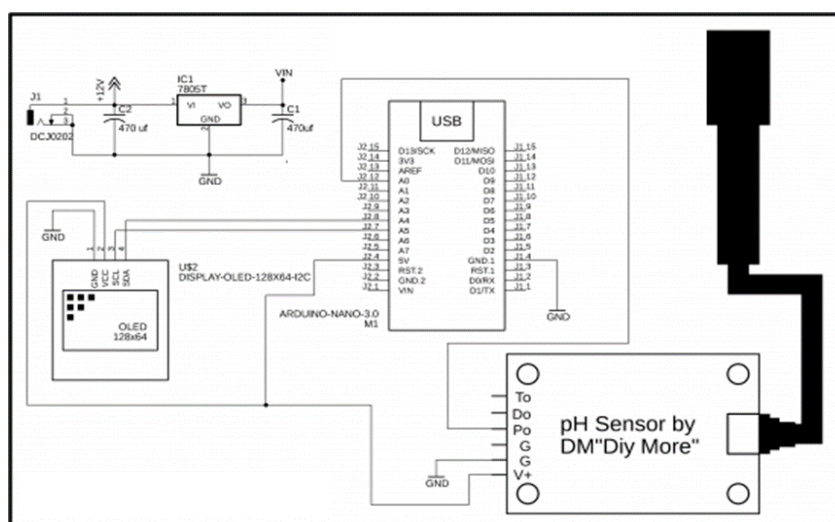 J1
DCJ0202
1
2
3
+12V
C2
470 uf
IC1
7805T
1
VI
VO
3
GND
2
GND
VIN
C1
470uf
USB
J2.15 D13/SCK D12/MISO J1.15
J2.14 3V3 D11/MOSI J1.14
J2.13 AREF D10 J1.13
J2.12 A0 D9 J1.12
J2.11 A1 D8 J1.11
J2.10 A2 D7 J1.10
J2.9 A3 D6 J1.9
J2.8 A4 D5 J1.8
J2.7 A5 D4 J1.7
J2.6 A6 D3 J1.6
J2.5 A7 D2 J1.5
J2.4 5V GND.1 J1.4
J2.3 RST.2 RST.1 J1.3
J2.2 GND.2 D0/RX J1.2
J2.1 VIN D1/TX J1.1
ARDUINO-NANO-3.0
M1
GND
GND
1 2 3 4
GND VCC SCL SDA
U$2
DISPLAY-OLED-128X64-I2C
OLED
128x64
To
Do
Po
G
G
V+
GND
pH Sensor by
DM"Diy More"